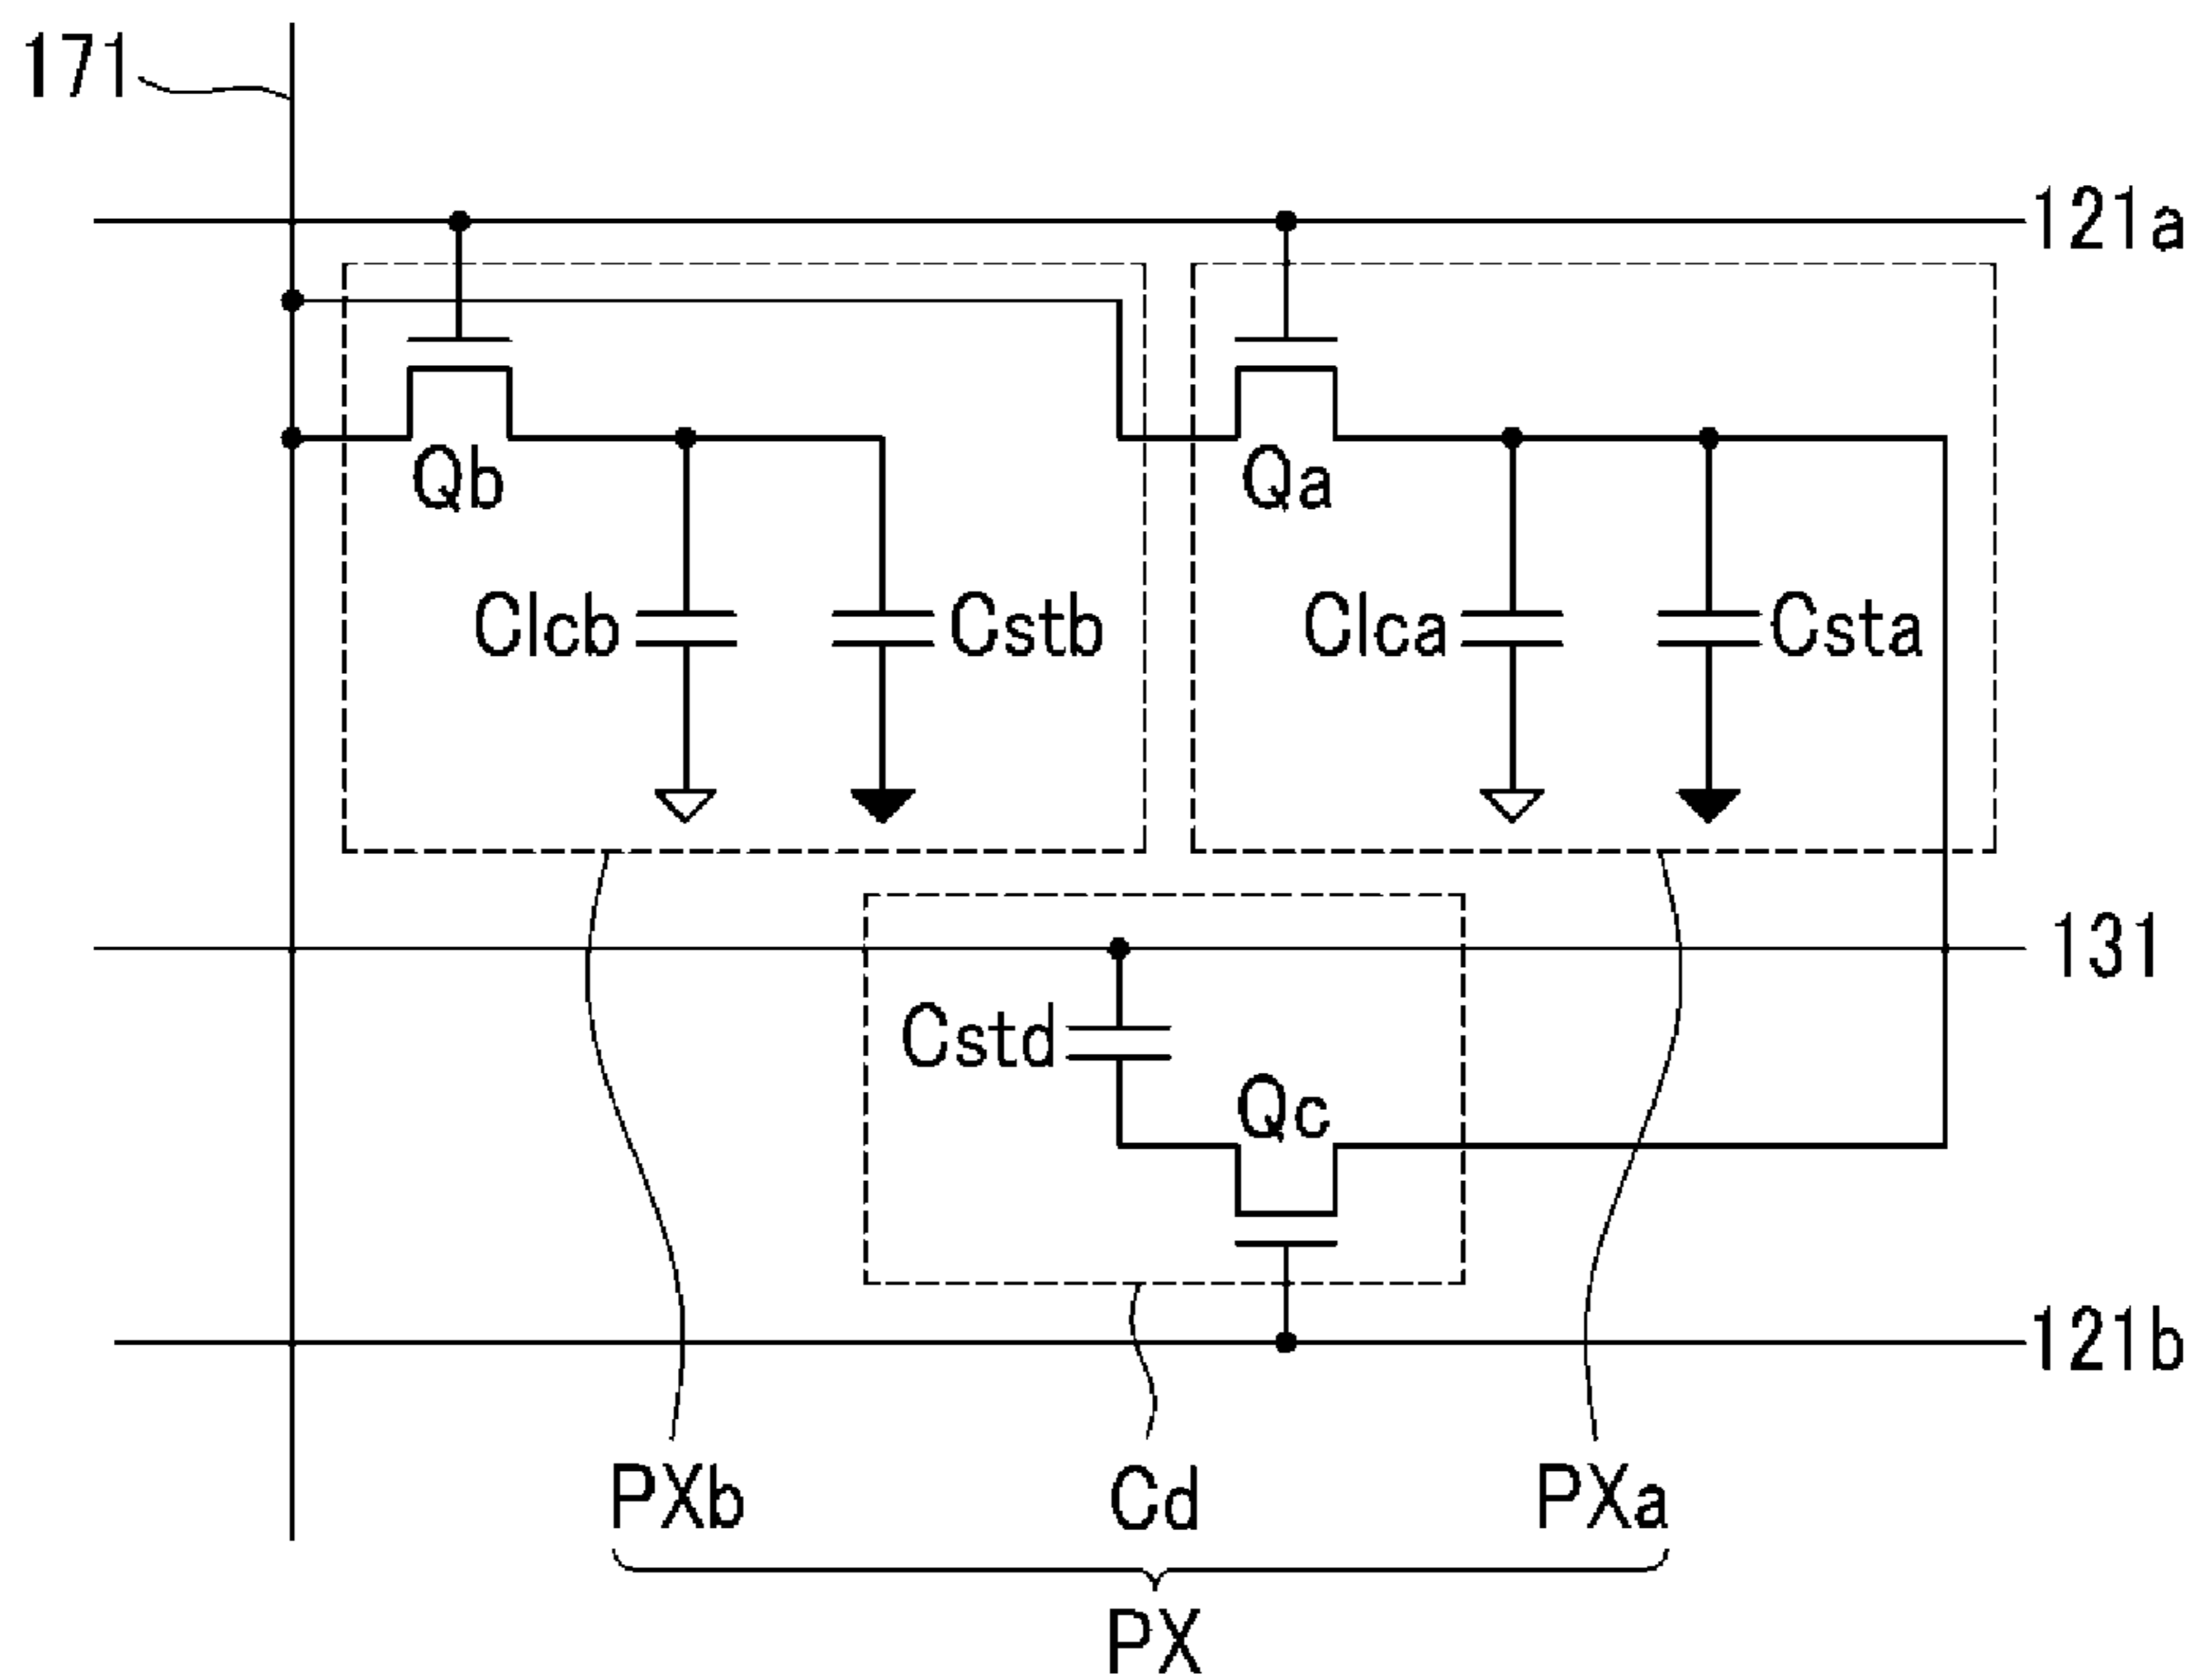 171
121a
Qb
Qa
Clcb
Cstb
Clca
Csta
131
Cstd
Qc
121b
PXb
Cd
PXa
PX